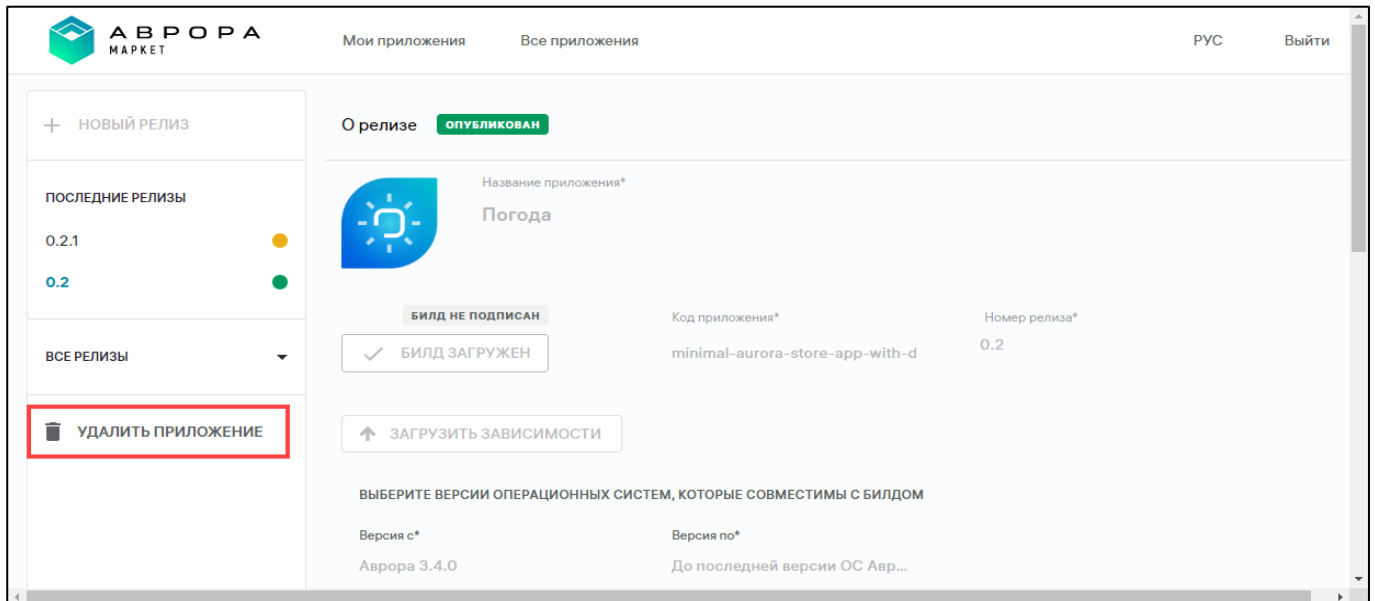 АВРОРА
МАРКЕТ
Мои приложения
Все приложения
РУС
Выйти
НОВЫЙ РЕЛИЗ
ПОСЛЕДНИЕ РЕЛИЗЫ
0.2.1
0.2
ВСЕ РЕЛИЗЫ
УДАЛИТЬ ПРИЛОЖЕНИЕ
О релизе
ОПУБЛИКОВАН
Название приложения*
Погода
БИЛД НЕ ПОДПИСАН
БИЛД ЗАГРУЖЕН
Код приложения*
minimal-aurora-store-app-with-d
Номер релиза*
0.2
ЗАГРУЗИТЬ ЗАВИСИМОСТИ
ВЫБЕРИТЕ ВЕРСИИ ОПЕРАЦИОННЫХ СИСТЕМ, КОТОРЫЕ СОВМЕСТИМЫ С БИЛДОМ
Версия с*
Аврора 3.4.0
Версия по*
До последней версии ОС Авр...